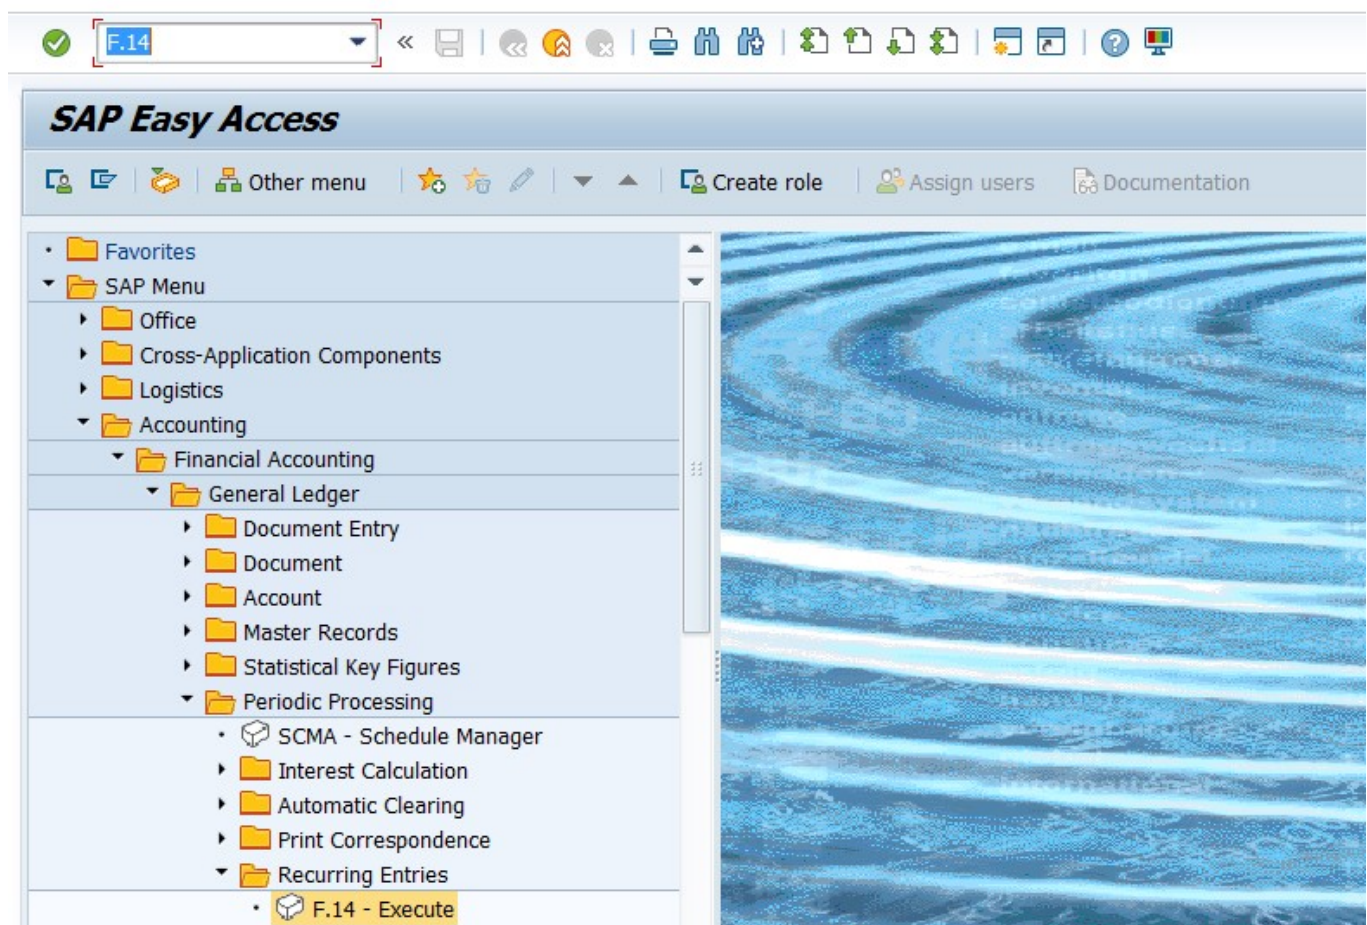 F.14
SAP Easy Access
Other menu
Create role
Assign users
Documentation
Favorites
SAP Menu
Office
Cross-Application Components
Logistics
Accounting
Financial Accounting
General Ledger
Document Entry
Document
Account
Master Records
Statistical Key Figures
Periodic Processing
SCMA - Schedule Manager
Interest Calculation
Automatic Clearing
Print Correspondence
Recurring Entries
F.14 - Execute